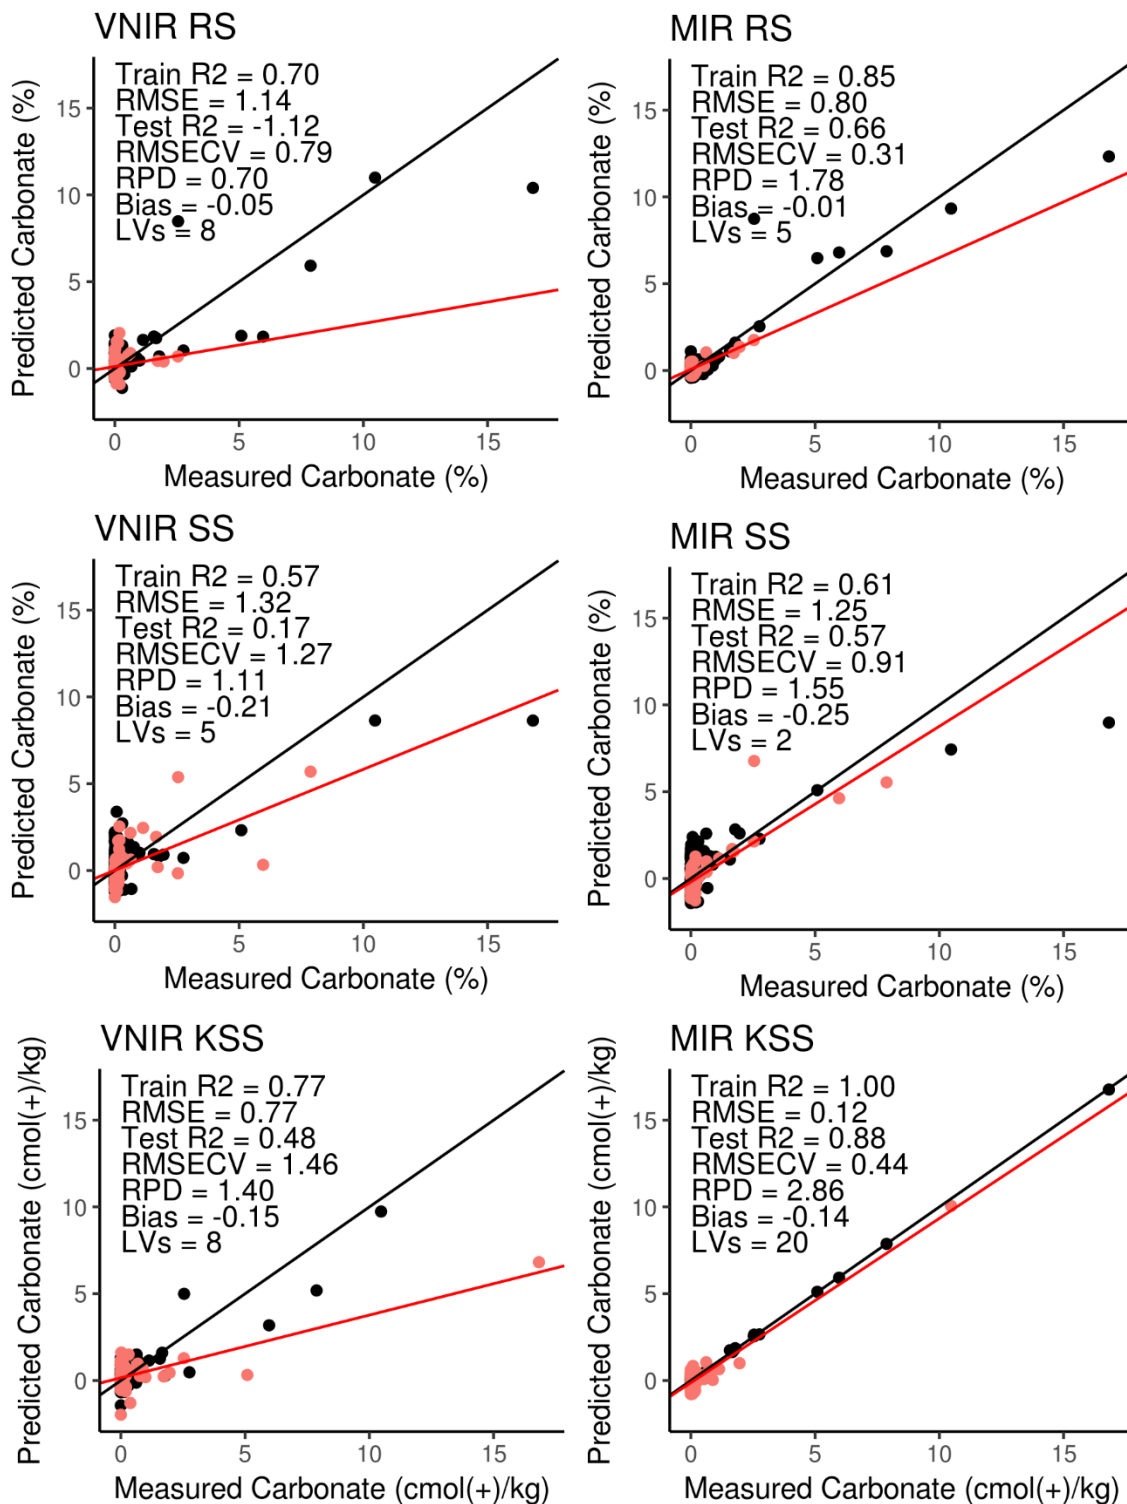 VNIR RS
Train R2 = 0.70
RMSE = 1.14
Test R2 = -1.12
RMSECV = 0.79
RPD = 0.70
Bias = -0.05
LVs = 8
Predicted Carbonate (%)
15
10
5
0
0 5 10 15
Measured Carbonate (%)
MIR RS
Train R2 = 0.85
RMSE = 0.80
Test R2 = 0.66
RMSECV = 0.31
RPD = 1.78
Bias = -0.01
LVs = 5
Predicted Carbonate (%)
15
10
5
0
0 5 10 15
Measured Carbonate (%)
VNIR SS
Train R2 = 0.57
RMSE = 1.32
Test R2 = 0.17
RMSECV = 1.27
RPD = 1.11
Bias = -0.21
LVs = 5
Predicted Carbonate (%)
15
10
5
0
0 5 10 15
Measured Carbonate (%)
MIR SS
Train R2 = 0.61
RMSE = 1.25
Test R2 = 0.57
RMSECV = 0.91
RPD = 1.55
Bias = -0.25
LVs = 2
Predicted Carbonate (%)
15
10
5
0
0 5 10 15
Measured Carbonate (%)
VNIR KSS
Train R2 = 0.77
RMSE = 0.77
Test R2 = 0.48
RMSECV = 1.46
RPD = 1.40
Bias = -0.15
LVs = 8
Predicted Carbonate (cmol(+)/kg)
15
10
5
0
0 5 10 15
Measured Carbonate (cmol(+)/kg)
MIR KSS
Train R2 = 1.00
RMSE = 0.12
Test R2 = 0.88
RMSECV = 0.44
RPD = 2.86
Bias = -0.14
LVs = 20
Predicted Carbonate (cmol(+)/kg)
15
10
5
0
0 5 10 15
Measured Carbonate (cmol(+)/kg)